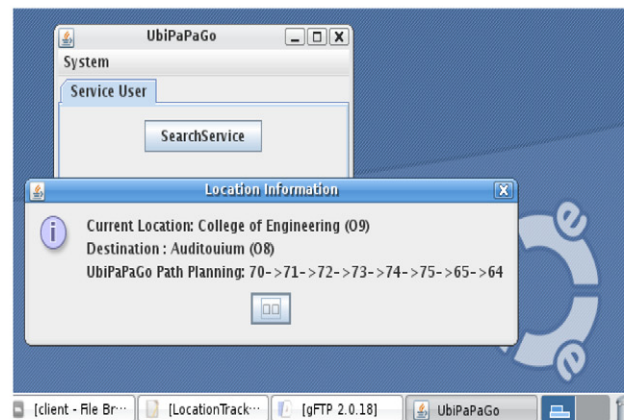 UbiPaPaGo
System
Service User
SearchService
Location Information
Current Location: College of Engineering (O9)
Destination : Auditouium (O8)
UbiPaPaGo Path Planning: 70->71->72->73->74->75->65->64
[client - File Br···
[LocationTrack···
[gFTP 2.0.18]
UbiPaPaGo